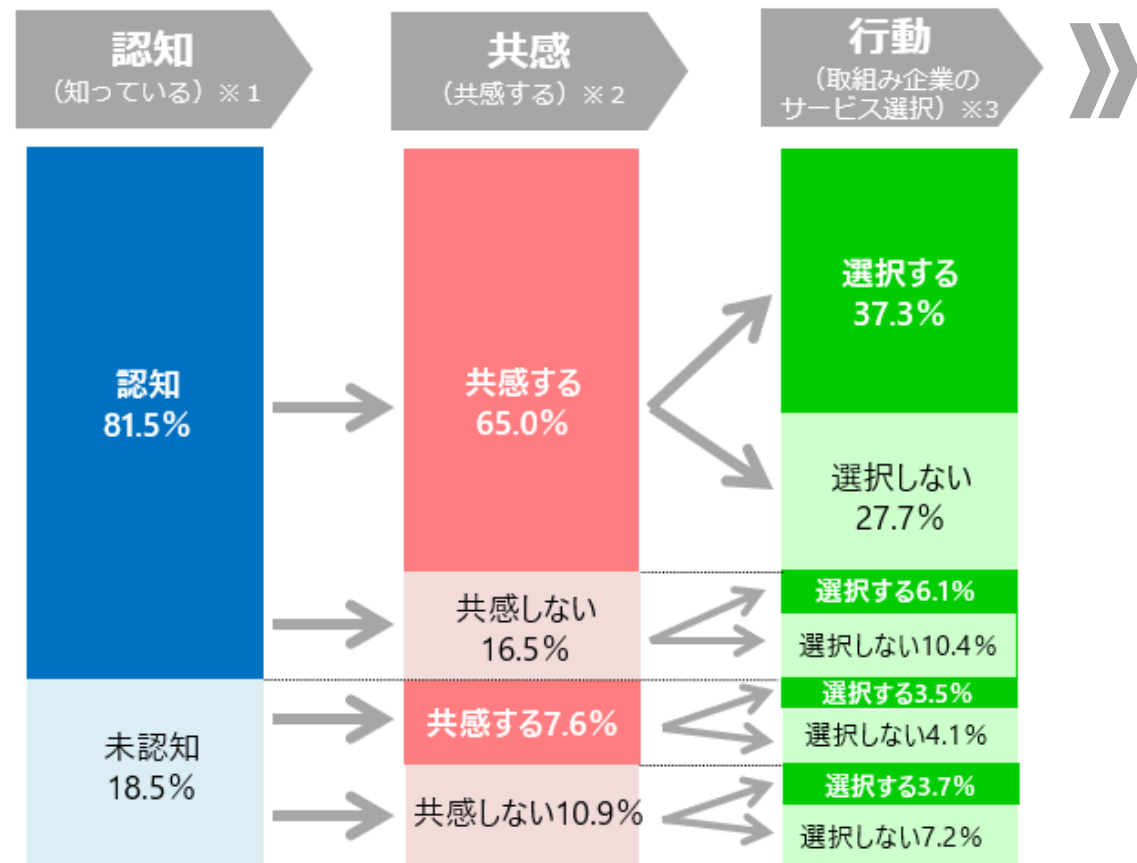 認知
（知っている）※１
共感
（共感する）※２
行動
（取組み企業の
サービス選択）※3
認知
81.5%
未認知
18.5%
共感する
65.0%
共感しない
16.5%
共感する7.6%
共感しない10.9%
選択する
37.3%
選択しない
27.7%
選択する6.1%
選択しない10.4%
選択する3.5%
選択しない4.1%
選択する3.7%
選択しない7.2%